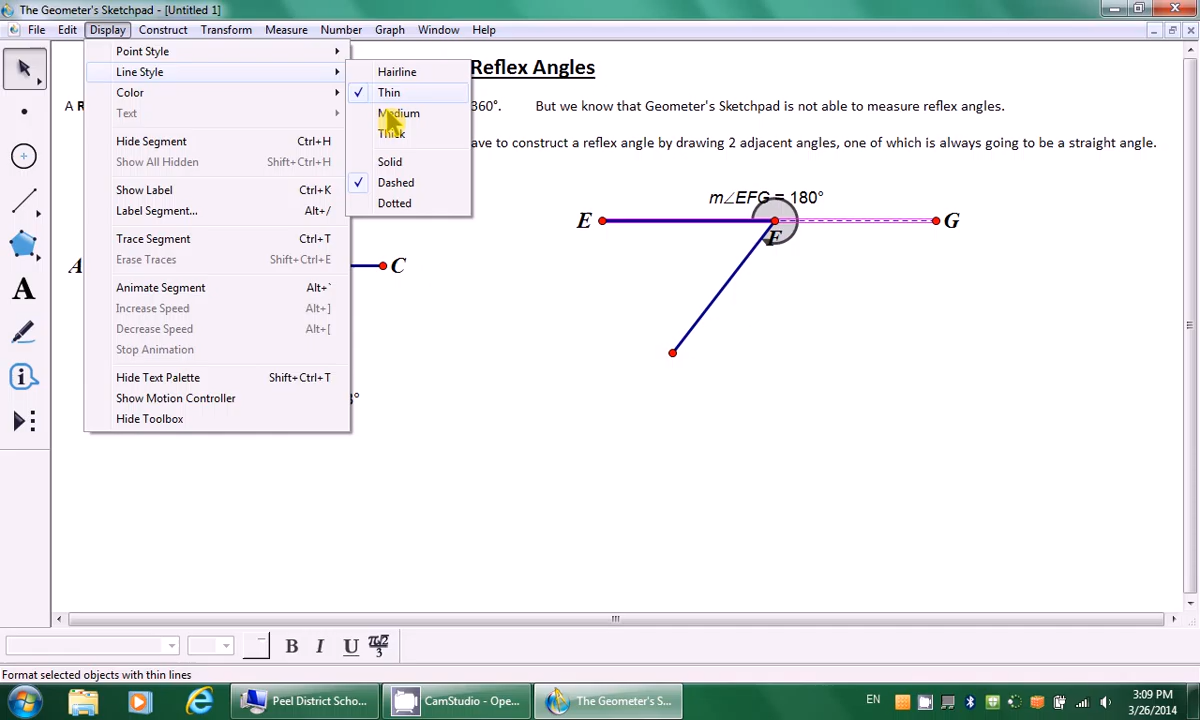 The Geometer's Sketchpad - [Untitled 1]
File Edit Display Construct Transform Measure Number Graph Window Help
Point Style
Line Style
Color
Text
Hide Segment Ctrl+H
Show All Hidden Shift+Ctrl+H
Show Label Ctrl+K
Label Segment... Alt+/
Trace Segment Ctrl+T
Erase Traces Shift+Ctrl+E
Animate Segment Alt+`
Increase Speed Alt+]
Decrease Speed Alt+[
Stop Animation
Hide Text Palette Shift+Ctrl+T
Show Motion Controller
Hide Toolbox
Hairline
Thin
Medium
Thick
Solid
Dashed
Dotted
Reflex Angles
A R 360°. But we know that Geometer's Sketchpad is not able to measure reflex angles.
ave to construct a reflex angle by drawing 2 adjacent angles, one of which is always going to be a straight angle.
m∠EFG = 180°
E F G
A C
°
A
B I U π√2/3
Format selected objects with thin lines
Peel District Scho... CamStudio - Ope... The Geometer's S... EN 3:09 PM
3/26/2014